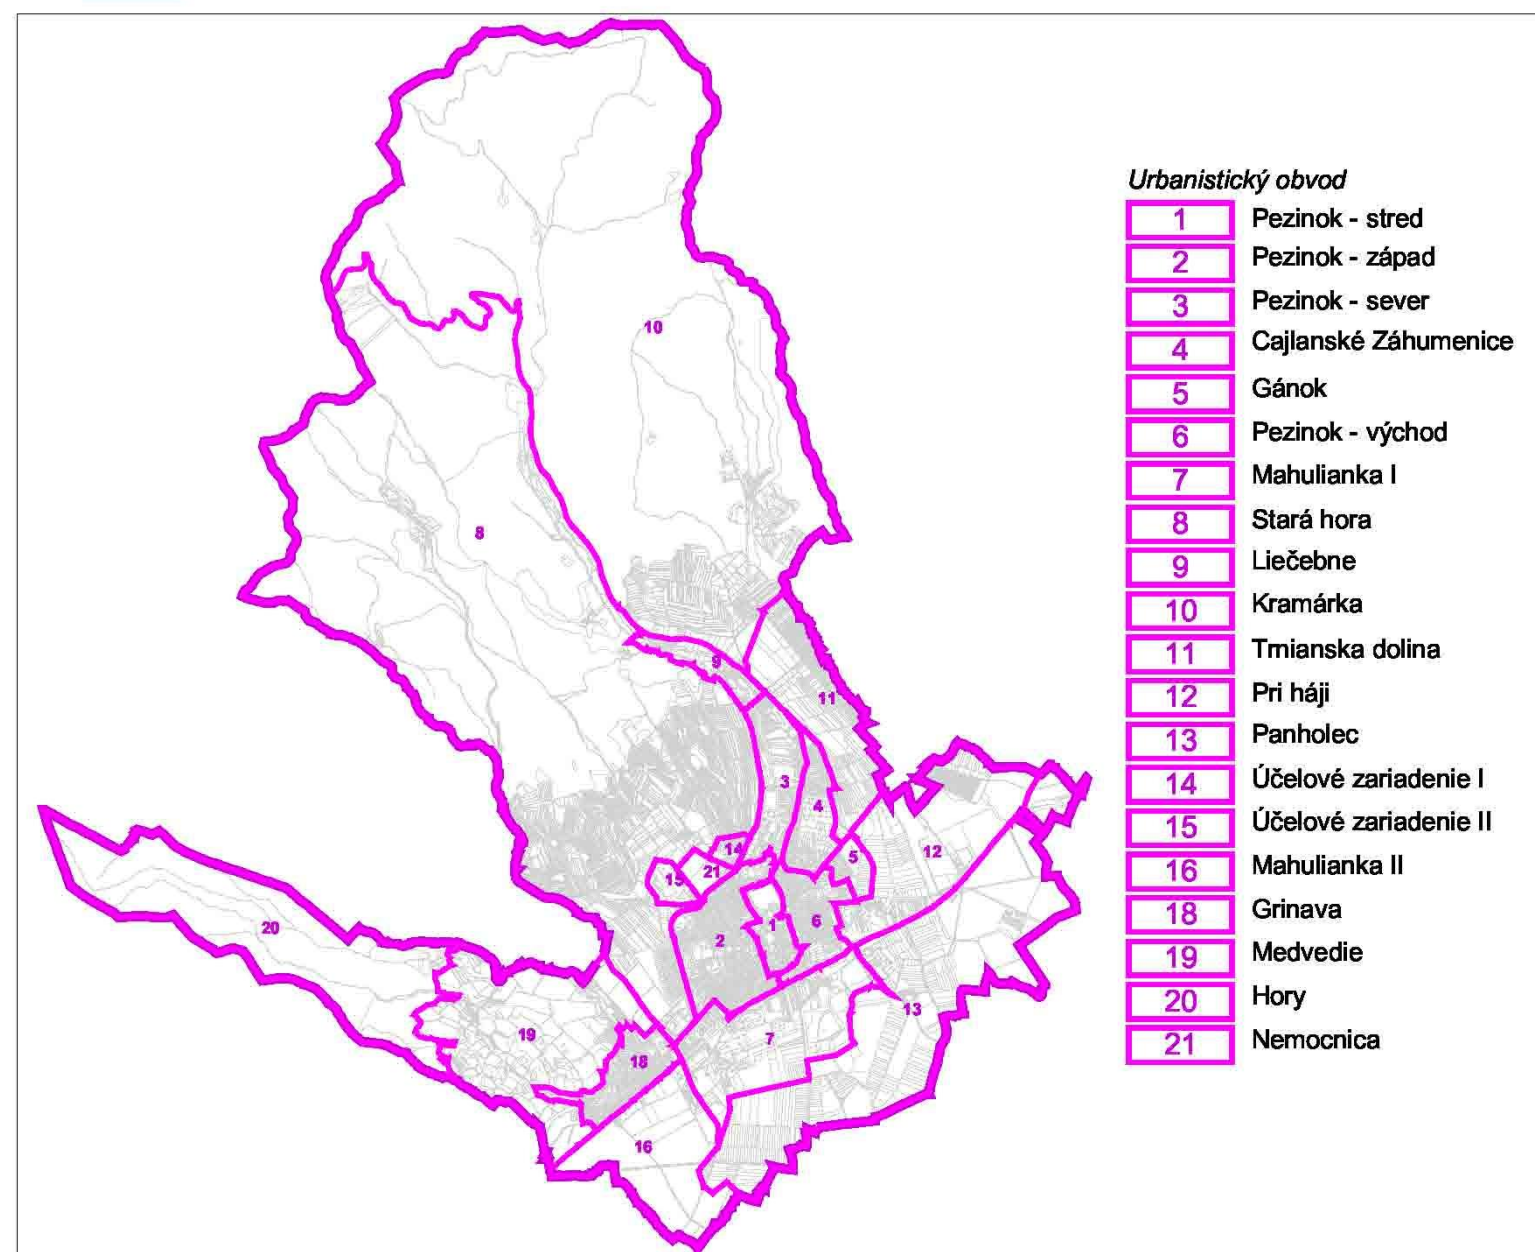 Urbanistický obvod
1 Pezinok - stred
2 Pezinok - západ
3 Pezinok - sever
4 Cajlanské Záhumenice
5 Gánok
6 Pezinok - východ
7 Mahulianka I
8 Stará hora
9 Liečebne
10 Kramárka
11 Trnianska dolina
12 Pri háji
13 Panholec
14 Účelové zariadenie I
15 Účelové zariadenie II
16 Mahulianka II
18 Grinava
19 Medvedie
20 Hory
21 Nemocnica
10
8
9
11
3
4
14
5
12
15
21
20
2
1
6
13
19
7
18
16